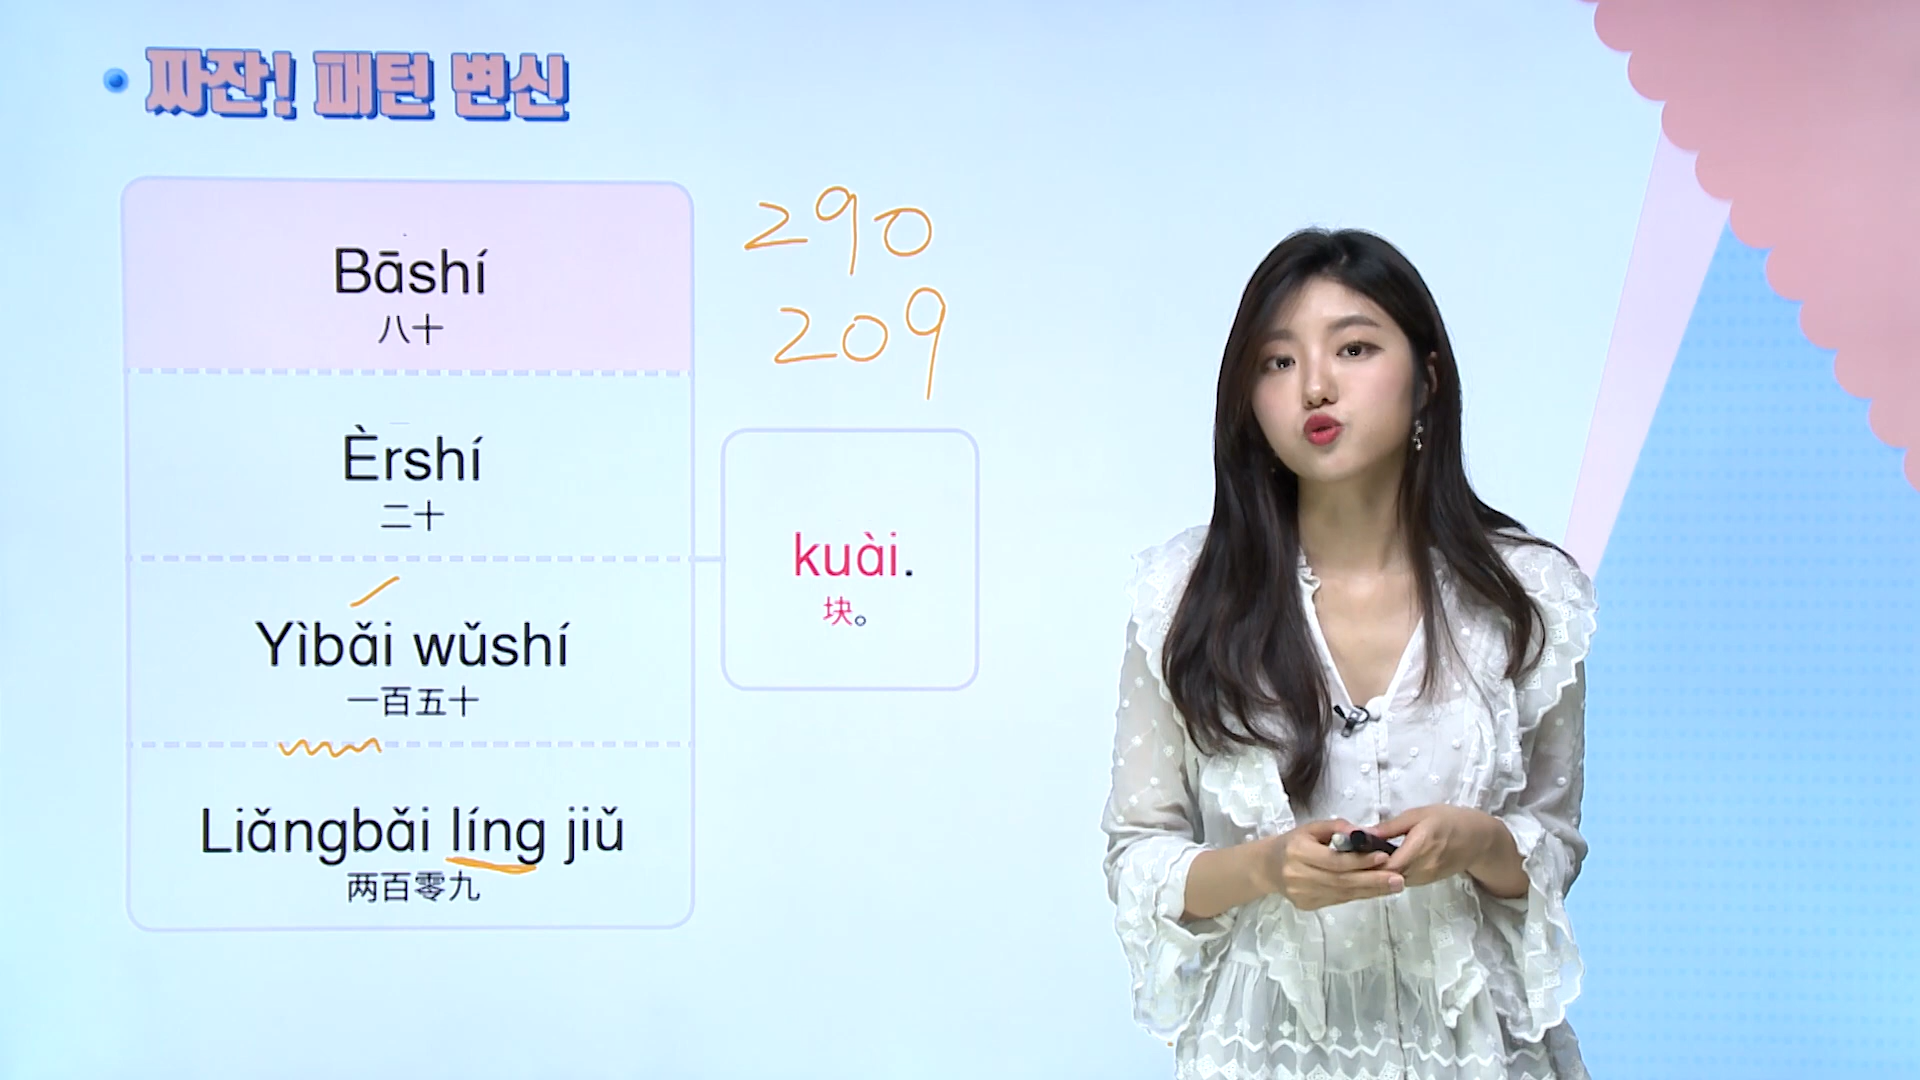 짜잔! 패턴 변신
Bāshí
八十
Èrshí
二十
Yìbǎi wǔshí
一百五十
Liǎngbǎi líng jiǔ
两百零九
290
209
kuài.
块。